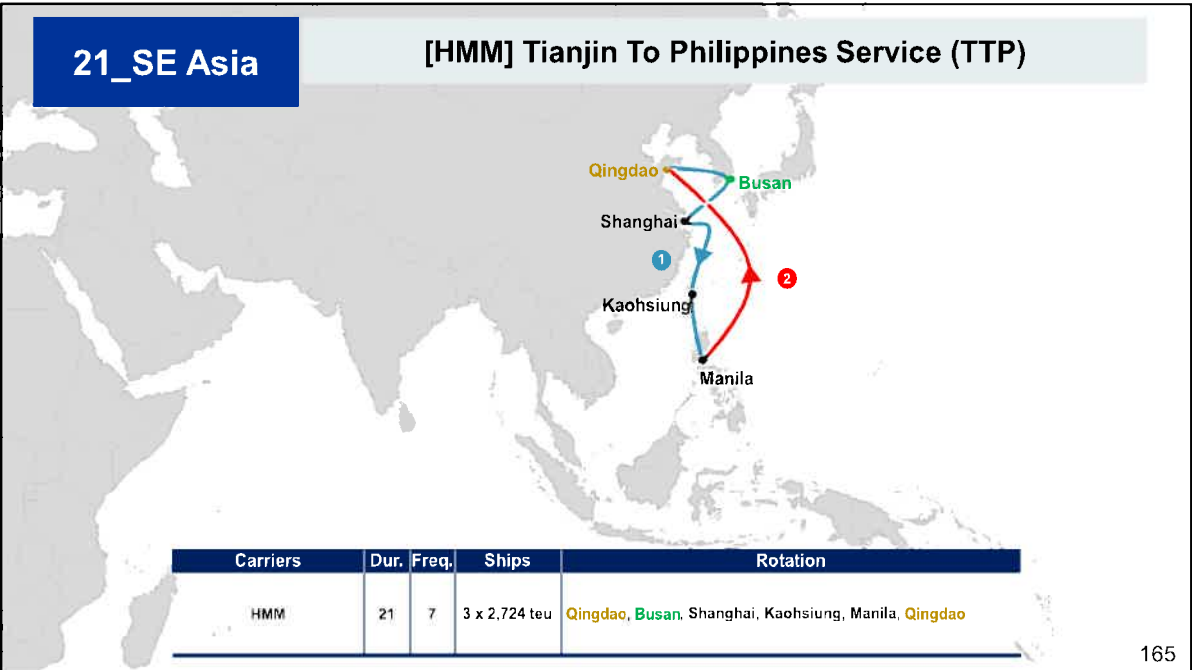 21_SE Asia
[HMM] Tianjin To Philippines Service (TTP)
Qingdao
Busan
Shanghai
1
2
Kaohsiung
Manila
Carriers Dur. Freq. Ships Rotation
HMM 21 7 3 x 2,724 teu Qingdao, Busan, Shanghai, Kaohsiung, Manila, Qingdao
165